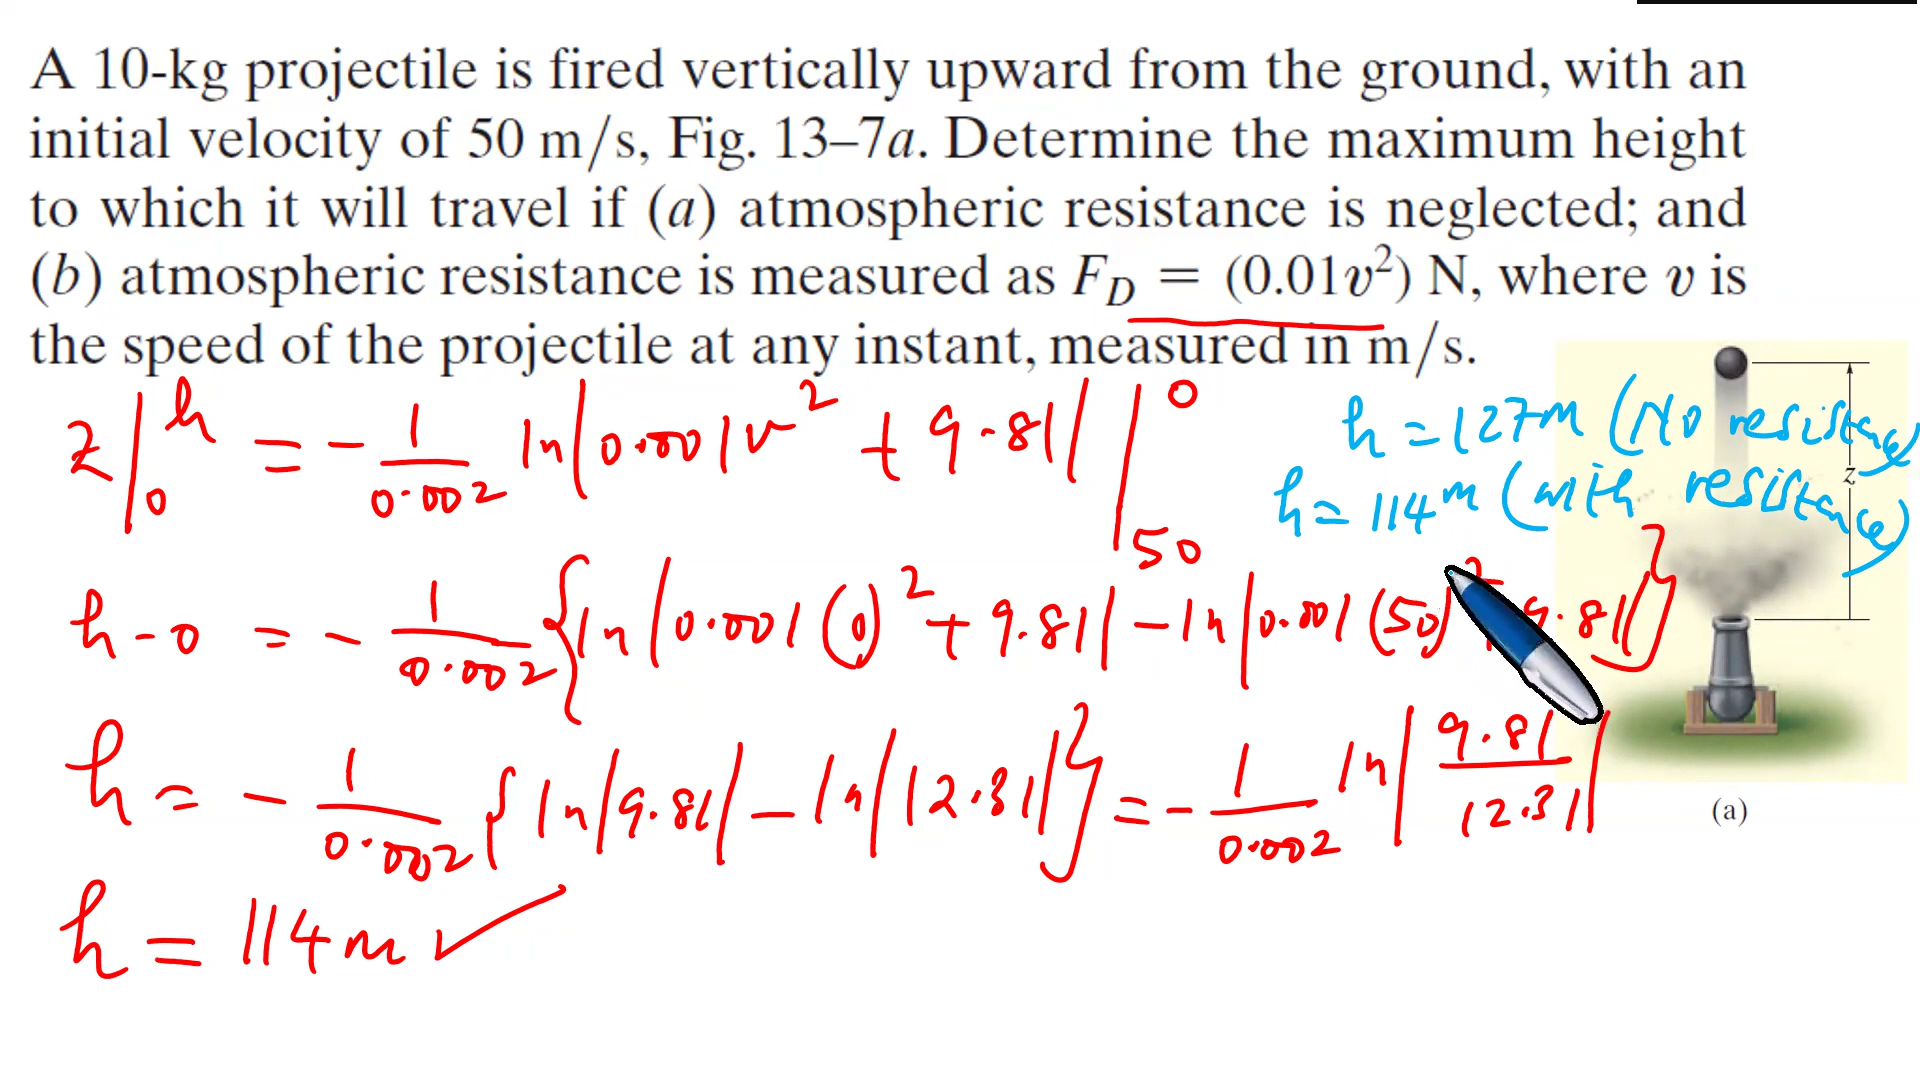 A 10-kg projectile is fired vertically upward from the ground, with an
initial velocity of 50 m/s, Fig. 13–7a. Determine the maximum height
to which it will travel if (a) atmospheric resistance is neglected; and
(b) atmospheric resistance is measured as F_D = (0.01v²) N, where v is
the speed of the projectile at any instant, measured in m/s.
z|₀ʰ = - 1/0.002 ln|0.001v² + 9.81| |₅₀⁰
h = 127m (No resistance)
h = 114m (with resistance)
z
h - 0 = - 1/0.002 {ln|0.001(0)² + 9.81| - ln|0.001(50)² + 9.81|}
h = - 1/0.002 {ln|9.81| - ln|12.31|} = - 1/0.002 ln|9.81/12.31|
(a)
h = 114m ✓